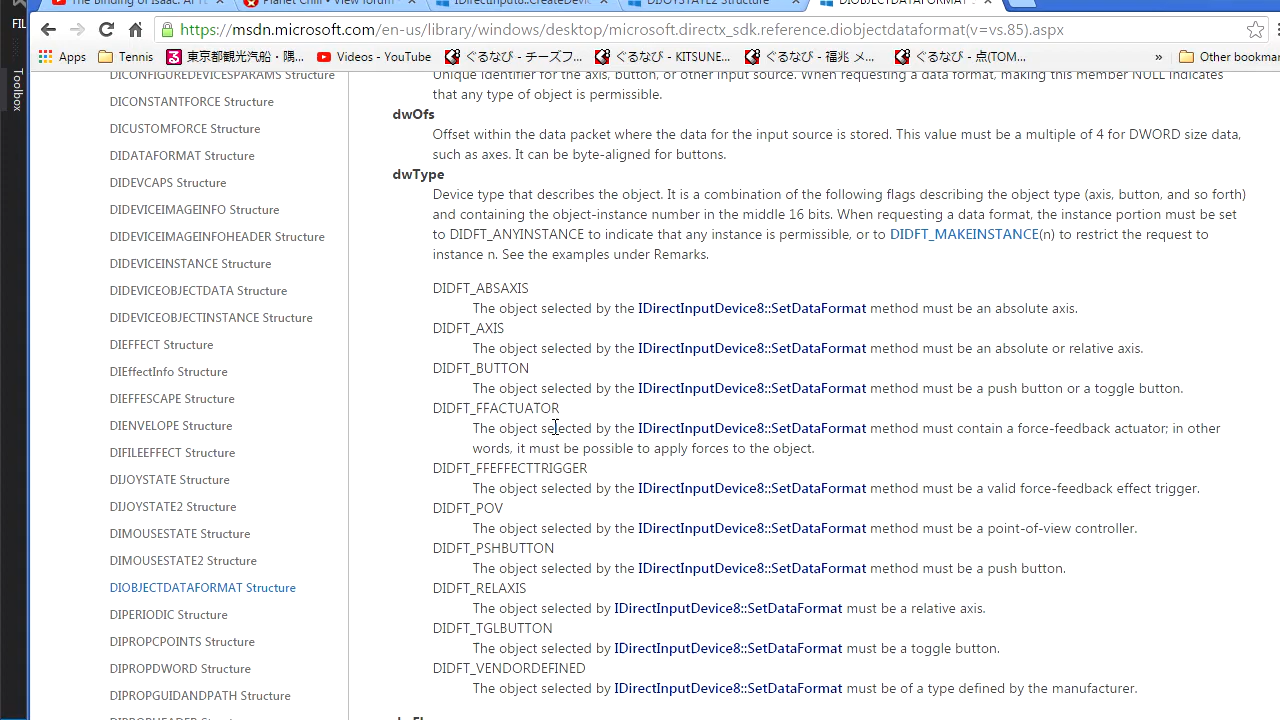 The Binding of Isaac: Af
Planet Chili • View forum
IDirectInput8::CreateDevic
DIJOYSTATE2 Structure
DIOBJECTDATAFORMAT
FIL
https://msdn.microsoft.com/en-us/library/windows/desktop/microsoft.directx_sdk.reference.diobjectdataformat(v=vs.85).aspx
Apps
Tennis
東京都観光汽船・隅...
Videos - YouTube
ぐるなび - チーズフ...
ぐるなび - KITSUNE...
ぐるなび - 福兆 メ...
ぐるなび - 点(TOM...
»
Other bookmar
Toolbox
DICONFIGUREDEVICESPARAMS Structure
DICONSTANTFORCE Structure
DICUSTOMFORCE Structure
DIDATAFORMAT Structure
DIDEVCAPS Structure
DIDEVICEIMAGEINFO Structure
DIDEVICEIMAGEINFOHEADER Structure
DIDEVICEINSTANCE Structure
DIDEVICEOBJECTDATA Structure
DIDEVICEOBJECTINSTANCE Structure
DIEFFECT Structure
DIEffectInfo Structure
DIEFFESCAPE Structure
DIENVELOPE Structure
DIFILEEFFECT Structure
DIJOYSTATE Structure
DIJOYSTATE2 Structure
DIMOUSESTATE Structure
DIMOUSESTATE2 Structure
DIOBJECTDATAFORMAT Structure
DIPERIODIC Structure
DIPROPCPOINTS Structure
DIPROPDWORD Structure
DIPROPGUIDANDPATH Structure
Unique identifier for the axis, button, or other input source. When requesting a data format, making this member NULL indicates
that any type of object is permissible.
dwOfs
Offset within the data packet where the data for the input source is stored. This value must be a multiple of 4 for DWORD size data,
such as axes. It can be byte-aligned for buttons.
dwType
Device type that describes the object. It is a combination of the following flags describing the object type (axis, button, and so forth)
and containing the object-instance number in the middle 16 bits. When requesting a data format, the instance portion must be set
to DIDFT_ANYINSTANCE to indicate that any instance is permissible, or to DIDFT_MAKEINSTANCE(n) to restrict the request to
instance n. See the examples under Remarks.
DIDFT_ABSAXIS
The object selected by the IDirectInputDevice8::SetDataFormat method must be an absolute axis.
DIDFT_AXIS
The object selected by the IDirectInputDevice8::SetDataFormat method must be an absolute or relative axis.
DIDFT_BUTTON
The object selected by the IDirectInputDevice8::SetDataFormat method must be a push button or a toggle button.
DIDFT_FFACTUATOR
The object selected by the IDirectInputDevice8::SetDataFormat method must contain a force-feedback actuator; in other
words, it must be possible to apply forces to the object.
DIDFT_FFEFFECTTRIGGER
The object selected by the IDirectInputDevice8::SetDataFormat method must be a valid force-feedback effect trigger.
DIDFT_POV
The object selected by the IDirectInputDevice8::SetDataFormat method must be a point-of-view controller.
DIDFT_PSHBUTTON
The object selected by the IDirectInputDevice8::SetDataFormat method must be a push button.
DIDFT_RELAXIS
The object selected by IDirectInputDevice8::SetDataFormat must be a relative axis.
DIDFT_TGLBUTTON
The object selected by the IDirectInputDevice8::SetDataFormat must be a toggle button.
DIDFT_VENDORDEFINED
The object selected by the IDirectInputDevice8::SetDataFormat must be of a type defined by the manufacturer.